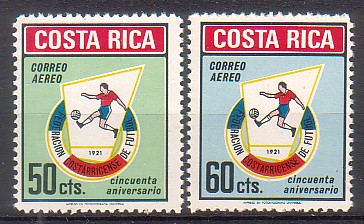 COSTA RICA
CORREO
AEREO
FEDERACION
COSTARRICENSE
DE FUTBOL
1921
50 cts.
cincuenta
aniversario
COSTA RICA
CORREO
AEREO
FEDERACION
COSTARRICENSE
DE FUTBOL
1921
60 cts.
cincuenta
aniversario